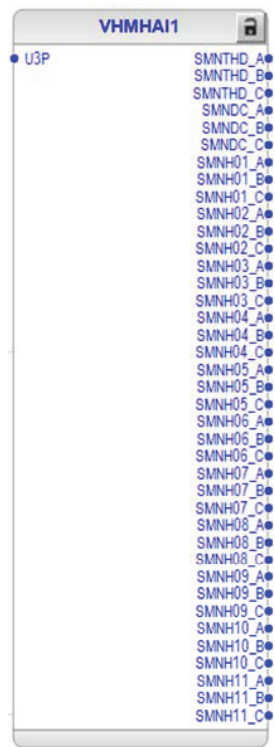 VHMHAI1
U3P
SMNTHD_A
SMNTHD_B
SMNTHD_C
SMNDC_A
SMNDC_B
SMNDC_C
SMNH01_A
SMNH01_B
SMNH01_C
SMNH02_A
SMNH02_B
SMNH02_C
SMNH03_A
SMNH03_B
SMNH03_C
SMNH04_A
SMNH04_B
SMNH04_C
SMNH05_A
SMNH05_B
SMNH05_C
SMNH06_A
SMNH06_B
SMNH06_C
SMNH07_A
SMNH07_B
SMNH07_C
SMNH08_A
SMNH08_B
SMNH08_C
SMNH09_A
SMNH09_B
SMNH09_C
SMNH10_A
SMNH10_B
SMNH10_C
SMNH11_A
SMNH11_B
SMNH11_C